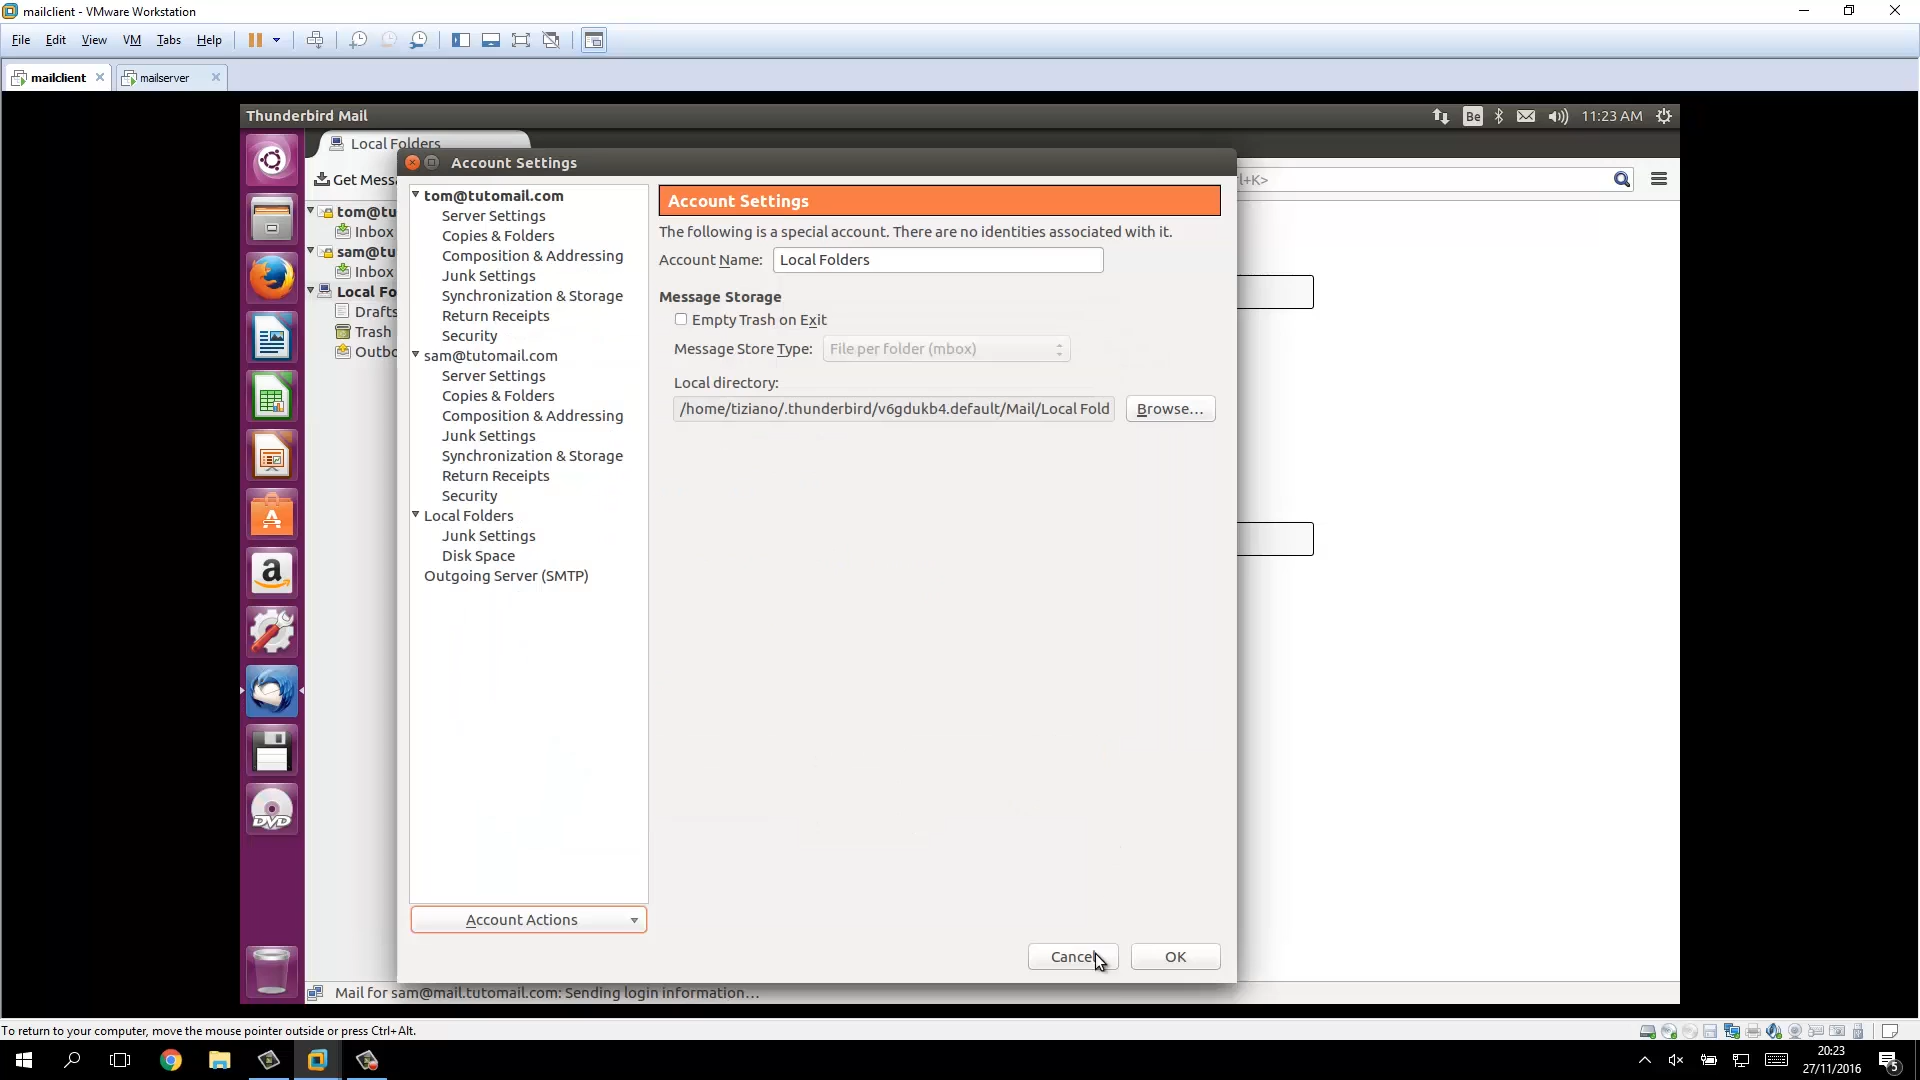 mailclient - VMware Workstation
File Edit View VM Tabs Help
mailclient
mailserver
Thunderbird Mail
Be
11:23 AM
Local Folders
Account Settings
Get Mess
l+K>
tom@tu
Inbox
sam@tu
Inbox
Local Fo
Drafts
Trash
Outbo
tom@tutomail.com
Server Settings
Copies & Folders
Composition & Addressing
Junk Settings
Synchronization & Storage
Return Receipts
Security
sam@tutomail.com
Server Settings
Copies & Folders
Composition & Addressing
Junk Settings
Synchronization & Storage
Return Receipts
Security
Local Folders
Junk Settings
Disk Space
Outgoing Server (SMTP)
Account Actions
Account Settings
The following is a special account. There are no identities associated with it.
Account Name: Local Folders
Message Storage
Empty Trash on Exit
Message Store Type: File per folder (mbox)
Local directory:
/home/tiziano/.thunderbird/v6gdukb4.default/Mail/Local Fold
Browse...
Cancel
OK
A
a
DVD
Mail for sam@mail.tutomail.com: Sending login information...
To return to your computer, move the mouse pointer outside or press Ctrl+Alt.
20:23
27/11/2016
5